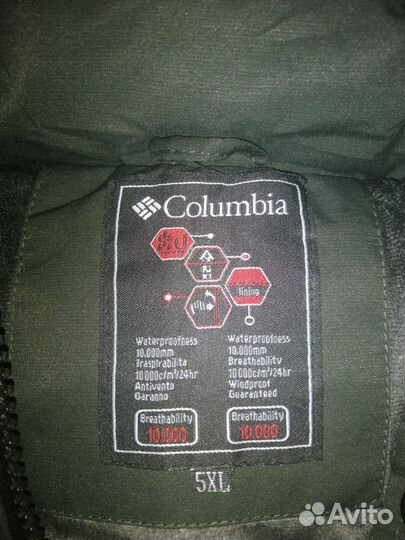 Columbia
lining
Waterproofness
10.000mm
Traspirabilita
10000c/m²/24hr
Antivento
Garanno
Breathability
10.000
Waterproofness
10.000mm
Breathability
10000c/m²/24hr
Windproof
Guaranteed
Breathability
10.000
5XL
Avito